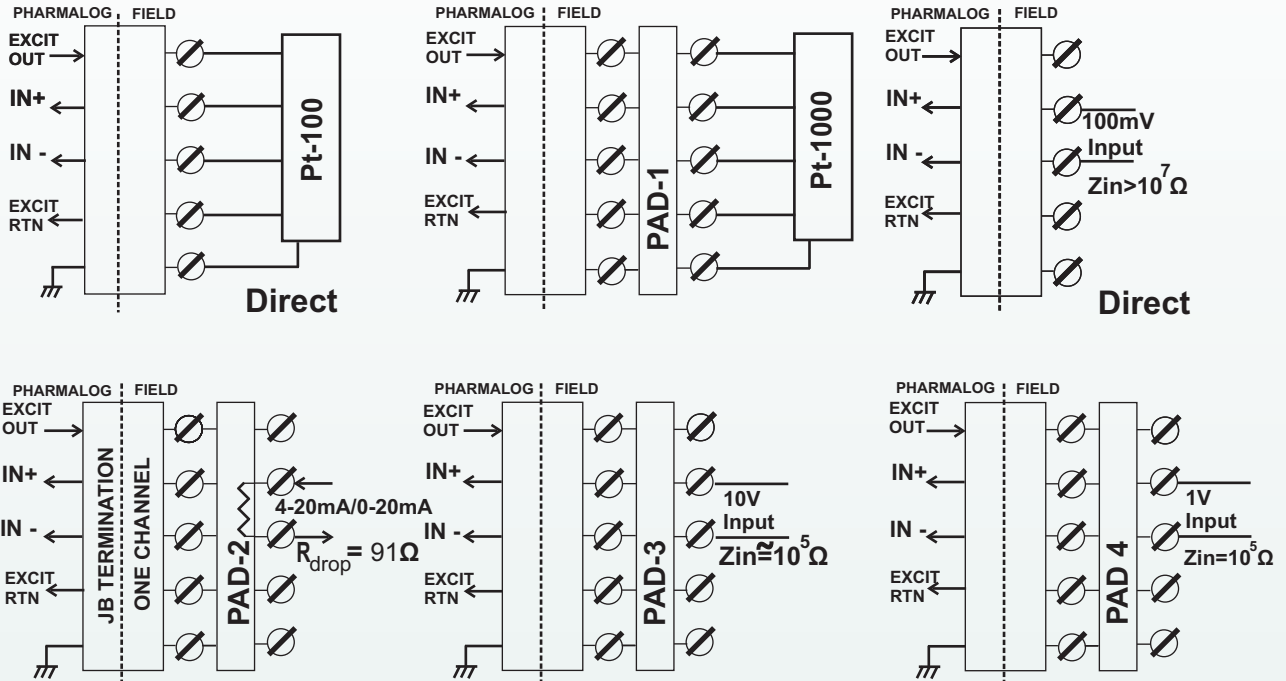 PHARMALOG FIELD
EXCIT
OUT
IN+
IN -
EXCIT
RTN
Pt-100
Direct
PHARMALOG FIELD
EXCIT
OUT
IN+
IN -
EXCIT
RTN
PAD-1
Pt-1000
PHARMALOG FIELD
EXCIT
OUT
IN+
IN -
EXCIT
RTN
100mV
Input
Zin>10⁷Ω
Direct
PHARMALOG FIELD
EXCIT
OUT
IN+
IN -
EXCIT
RTN
JB TERMINATION
ONE CHANNEL
PAD-2
4-20mA/0-20mA
Rdrop = 91Ω
PHARMALOG FIELD
EXCIT
OUT
IN+
IN -
EXCIT
RTN
PAD-3
10V
Input
Zin≅10⁵Ω
PHARMALOG FIELD
EXCIT
OUT
IN+
IN -
EXCIT
RTN
PAD 4
1V
Input
Zin=10⁵Ω